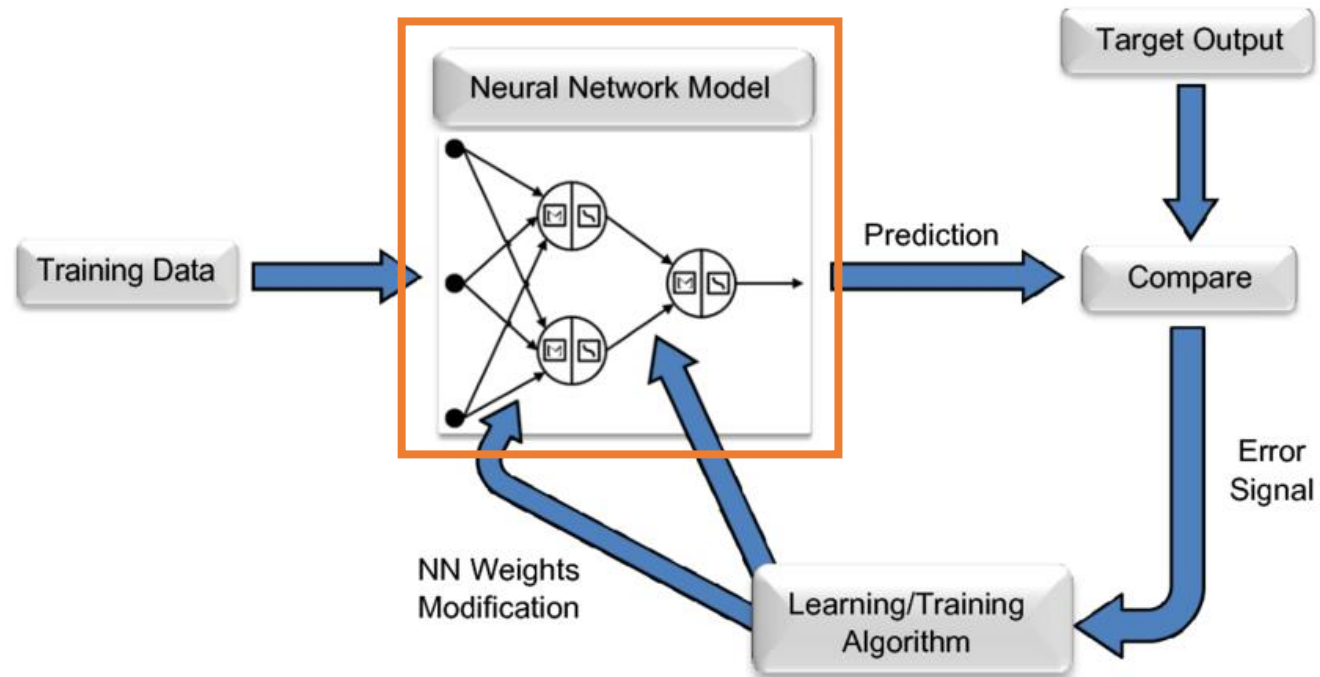 Target Output
Neural Network Model
Prediction
Training Data
Compare
Error
Signal
NN Weights
Modification
Learning/Training
Algorithm